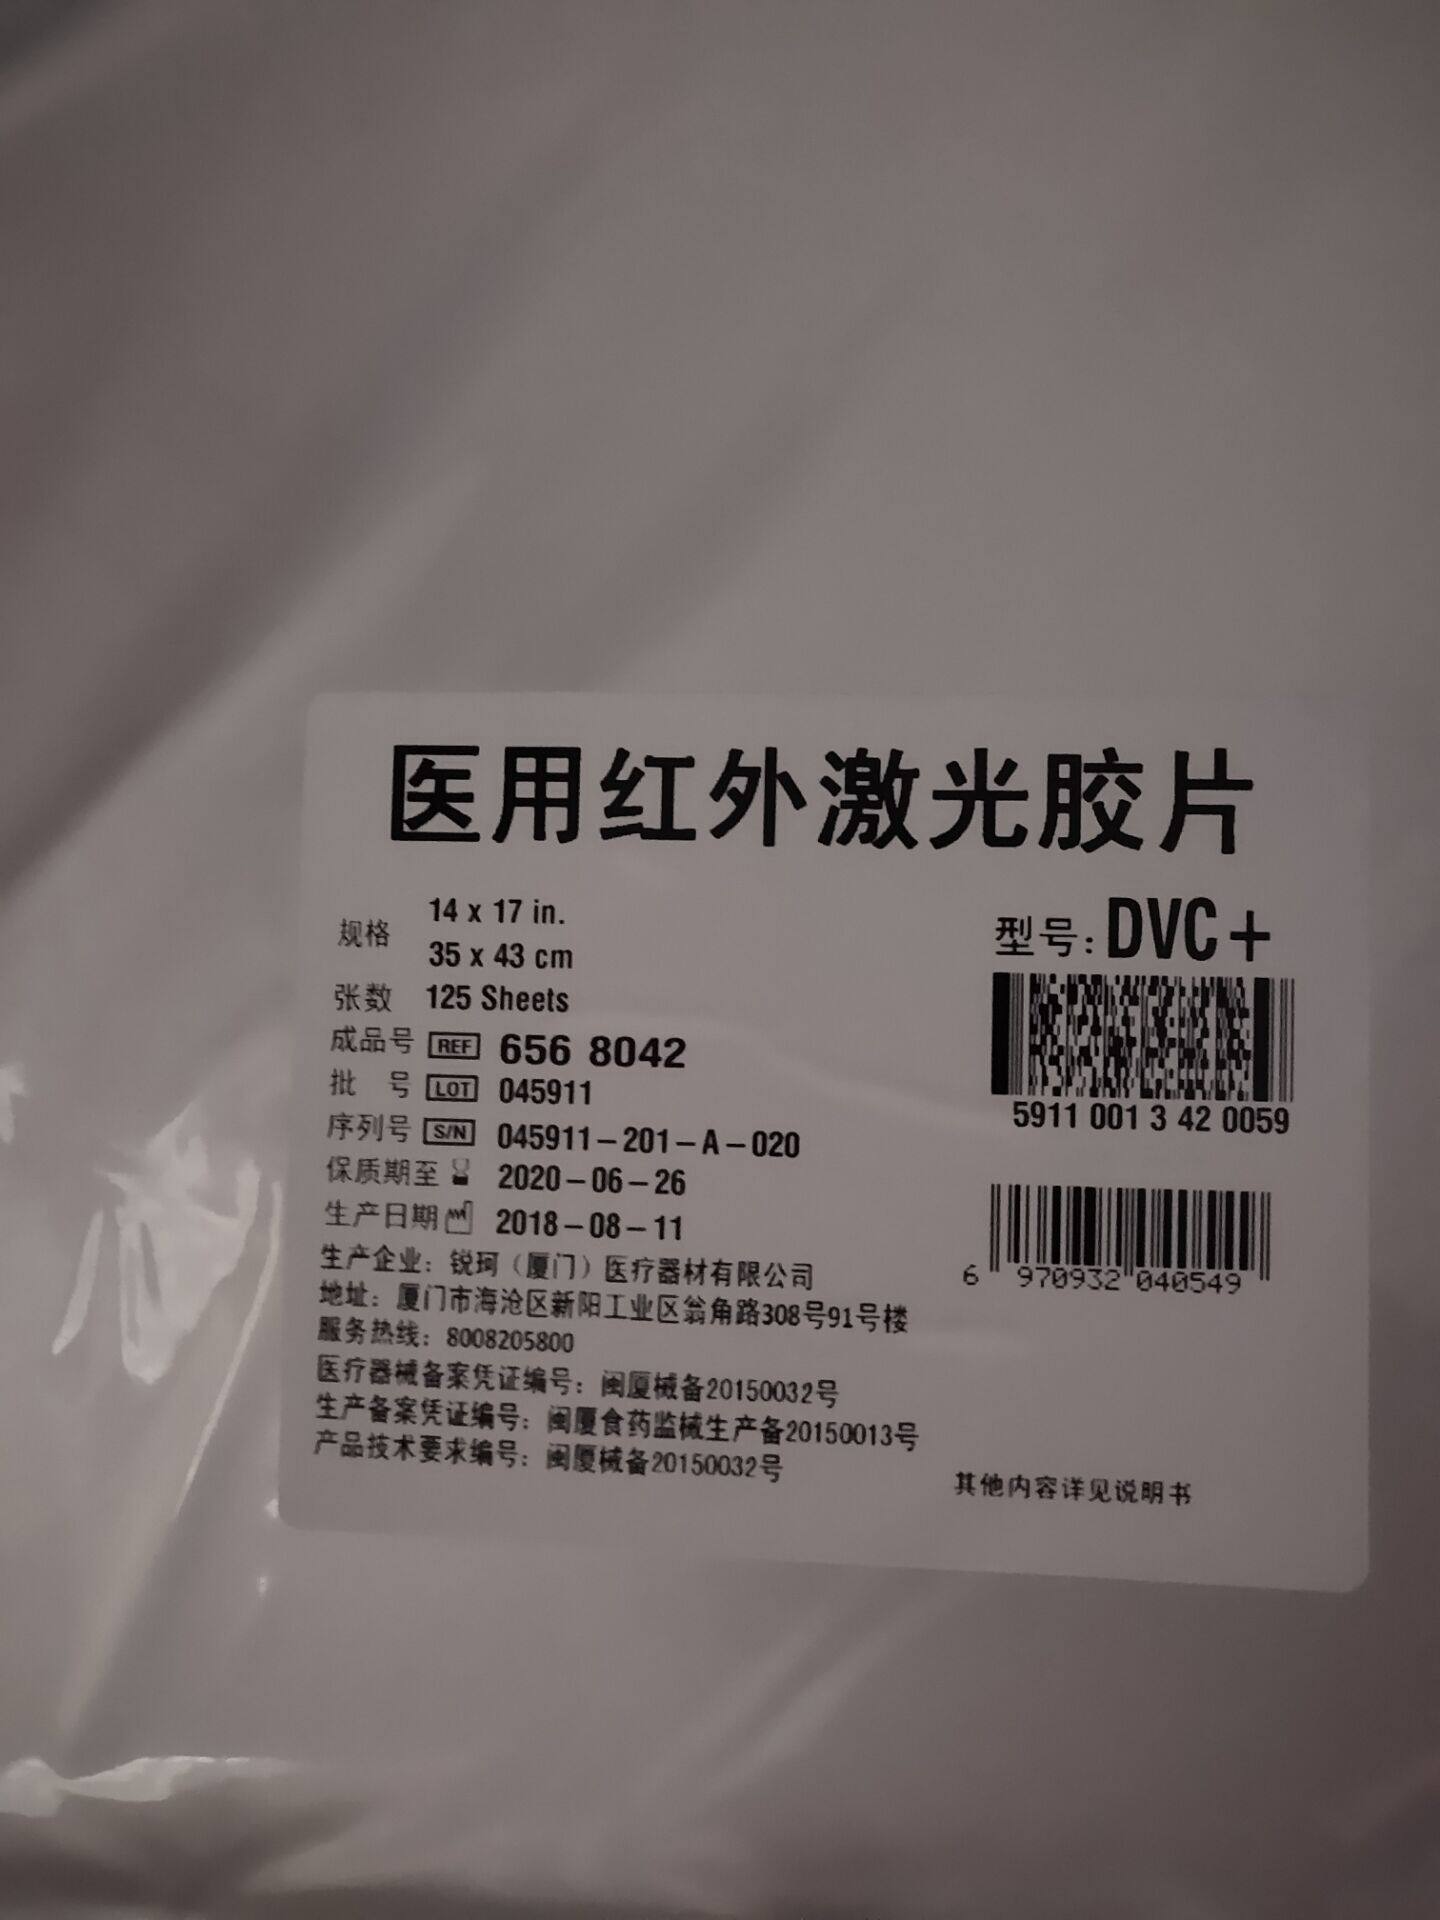 医用红外激光胶片
规格 14 x 17 in.
35 x 43 cm
型号: DVC+
张数 125 Sheets
成品号 REF 656 8042
批 号 LOT 045911
5911 001 3 42 0059
序列号 S/N 045911-201-A-020
保质期至 2020-06-26
生产日期 2018-08-11
6 970932 040549
生产企业: 锐珂（厦门）医疗器材有限公司
地址: 厦门市海沧区新阳工业区翁角路308号91号楼
服务热线: 8008205800
医疗器械备案凭证编号: 闽厦械备20150032号
生产备案凭证编号: 闽厦食药监械生产备20150013号
产品技术要求编号: 闽厦械备20150032号
其他内容详见说明书